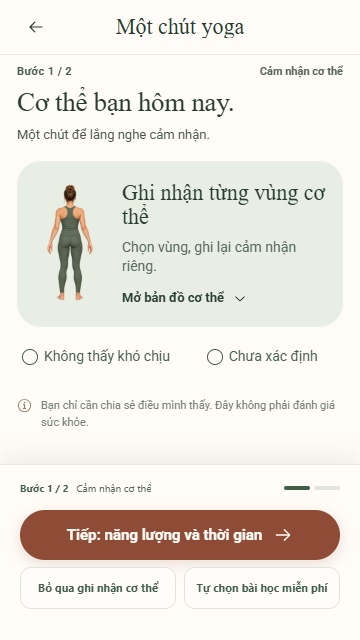 Một chút yoga
Bước 1 / 2 Cảm nhận cơ thể
Cơ thể bạn hôm nay.
Một chút để lắng nghe cảm nhận.
Ghi nhận từng vùng cơ
thể
Chọn vùng, ghi lại cảm nhận
riêng.
Mở bản đồ cơ thể
Không thấy khó chịu Chưa xác định
Bạn chỉ cần chia sẻ điều mình thấy. Đây không phải đánh giá
sức khỏe.
Bước 1 / 2 Cảm nhận cơ thể
Tiếp: năng lượng và thời gian
Bỏ qua ghi nhận cơ thể Tự chọn bài học miễn phí